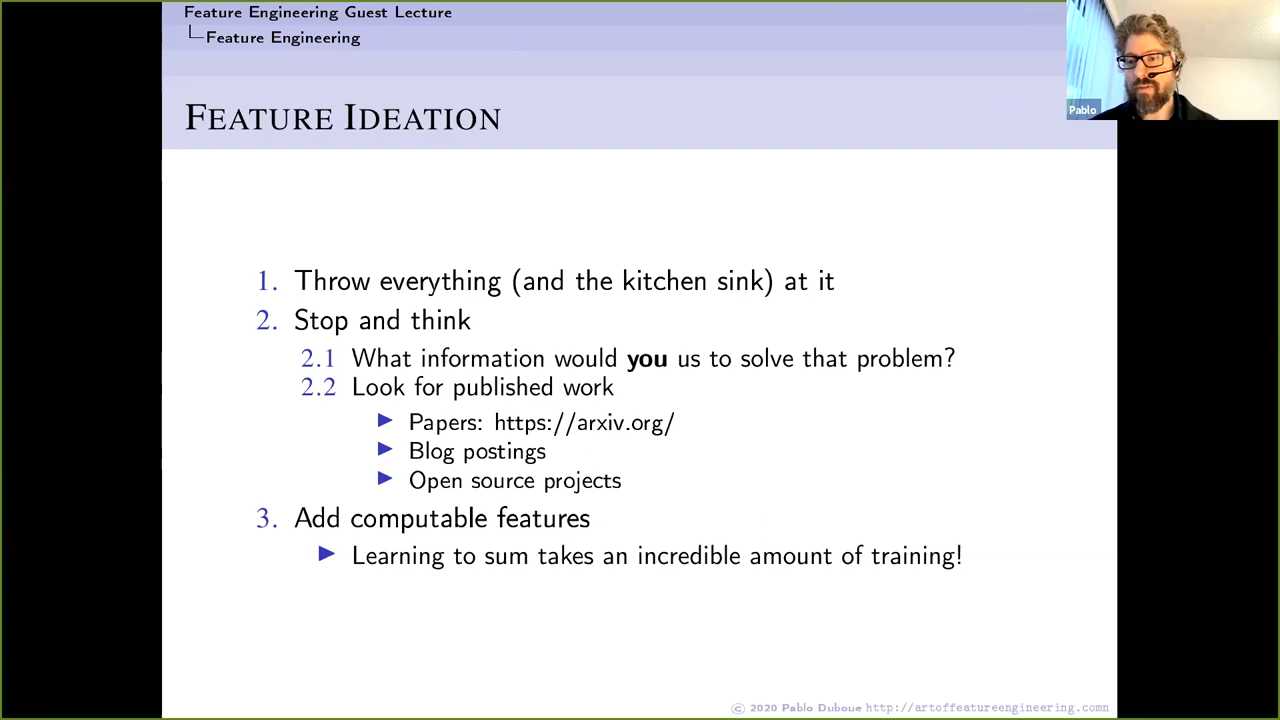 Feature Engineering Guest Lecture
Feature Engineering
FEATURE IDEATION
Pablo
1. Throw everything (and the kitchen sink) at it
2. Stop and think
2.1 What information would you us to solve that problem?
2.2 Look for published work
▶ Papers: https://arxiv.org/
▶ Blog postings
▶ Open source projects
3. Add computable features
▶ Learning to sum takes an incredible amount of training!
© 2020 Pablo Duboue http://artoffeatureengineering.comn